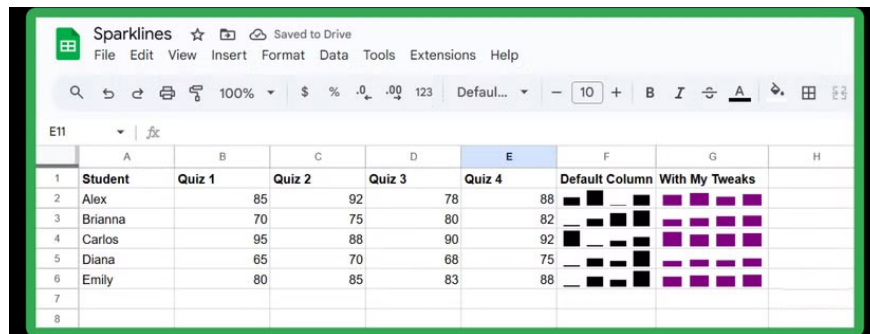 Sparklines Saved to Drive
File Edit View Insert Format Data Tools Extensions Help
100% $ % .0 .00 123 Defaul... − 10 + B I S A
E11 fx
A B C D E F G H
1 Student Quiz 1 Quiz 2 Quiz 3 Quiz 4 Default Column With My Tweaks
2 Alex 85 92 78 88
3 Brianna 70 75 80 82
4 Carlos 95 88 90 92
5 Diana 65 70 68 75
6 Emily 80 85 83 88
7
8